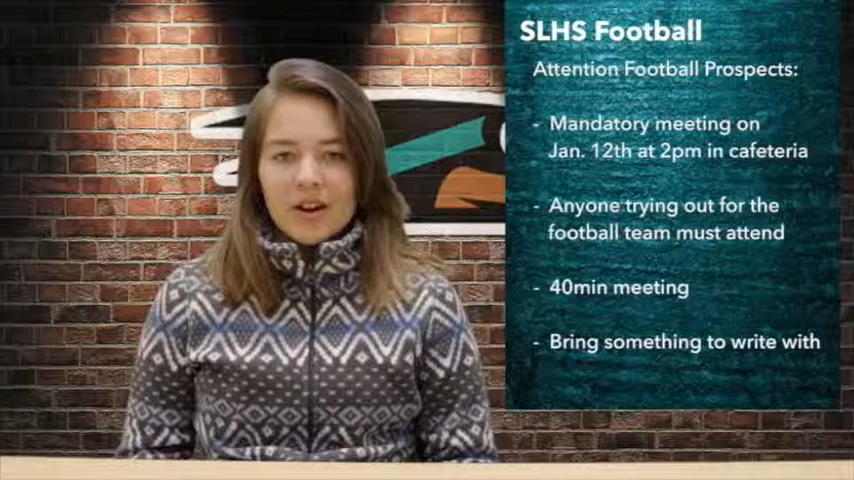 SLHS Football
Attention Football Prospects:
- Mandatory meeting on
Jan. 12th at 2pm in cafeteria
- Anyone trying out for the
football team must attend
- 40min meeting
- Bring something to write with